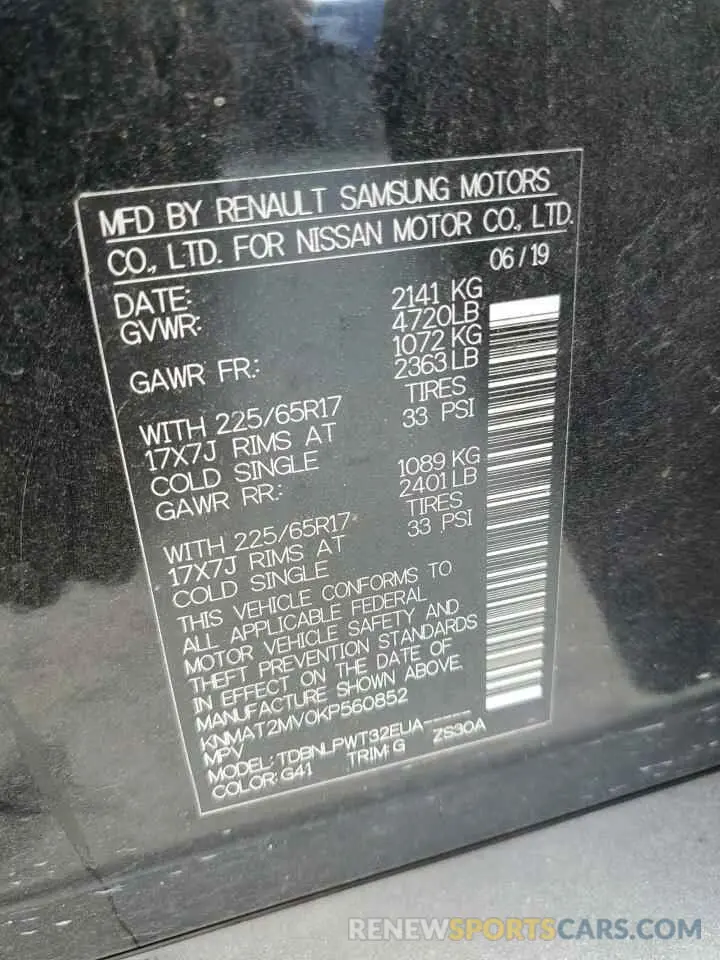 MFD BY RENAULT SAMSUNG MOTORS
CO., LTD. FOR NISSAN MOTOR CO., LTD.
DATE: 06/19
GVWR: 2141 KG
4720LB
GAWR FR: 1072 KG
2363LB
WITH 225/65R17 TIRES
17X7J RIMS AT 33 PSI
COLD SINGLE
GAWR RR: 1089 KG
2401LB
WITH 225/65R17 TIRES
17X7J RIMS AT 33 PSI
COLD SINGLE
THIS VEHICLE CONFORMS TO
ALL APPLICABLE FEDERAL
MOTOR VEHICLE SAFETY AND
THEFT PREVENTION STANDARDS
IN EFFECT ON THE DATE OF
MANUFACTURE SHOWN ABOVE.
KNMAT2MV0KP560852
MPV
MODEL: TDBNLPWT32EUA-----
COLOR: G41 TRIM: G ZS30A
RENEWSPORTSCARS.COM